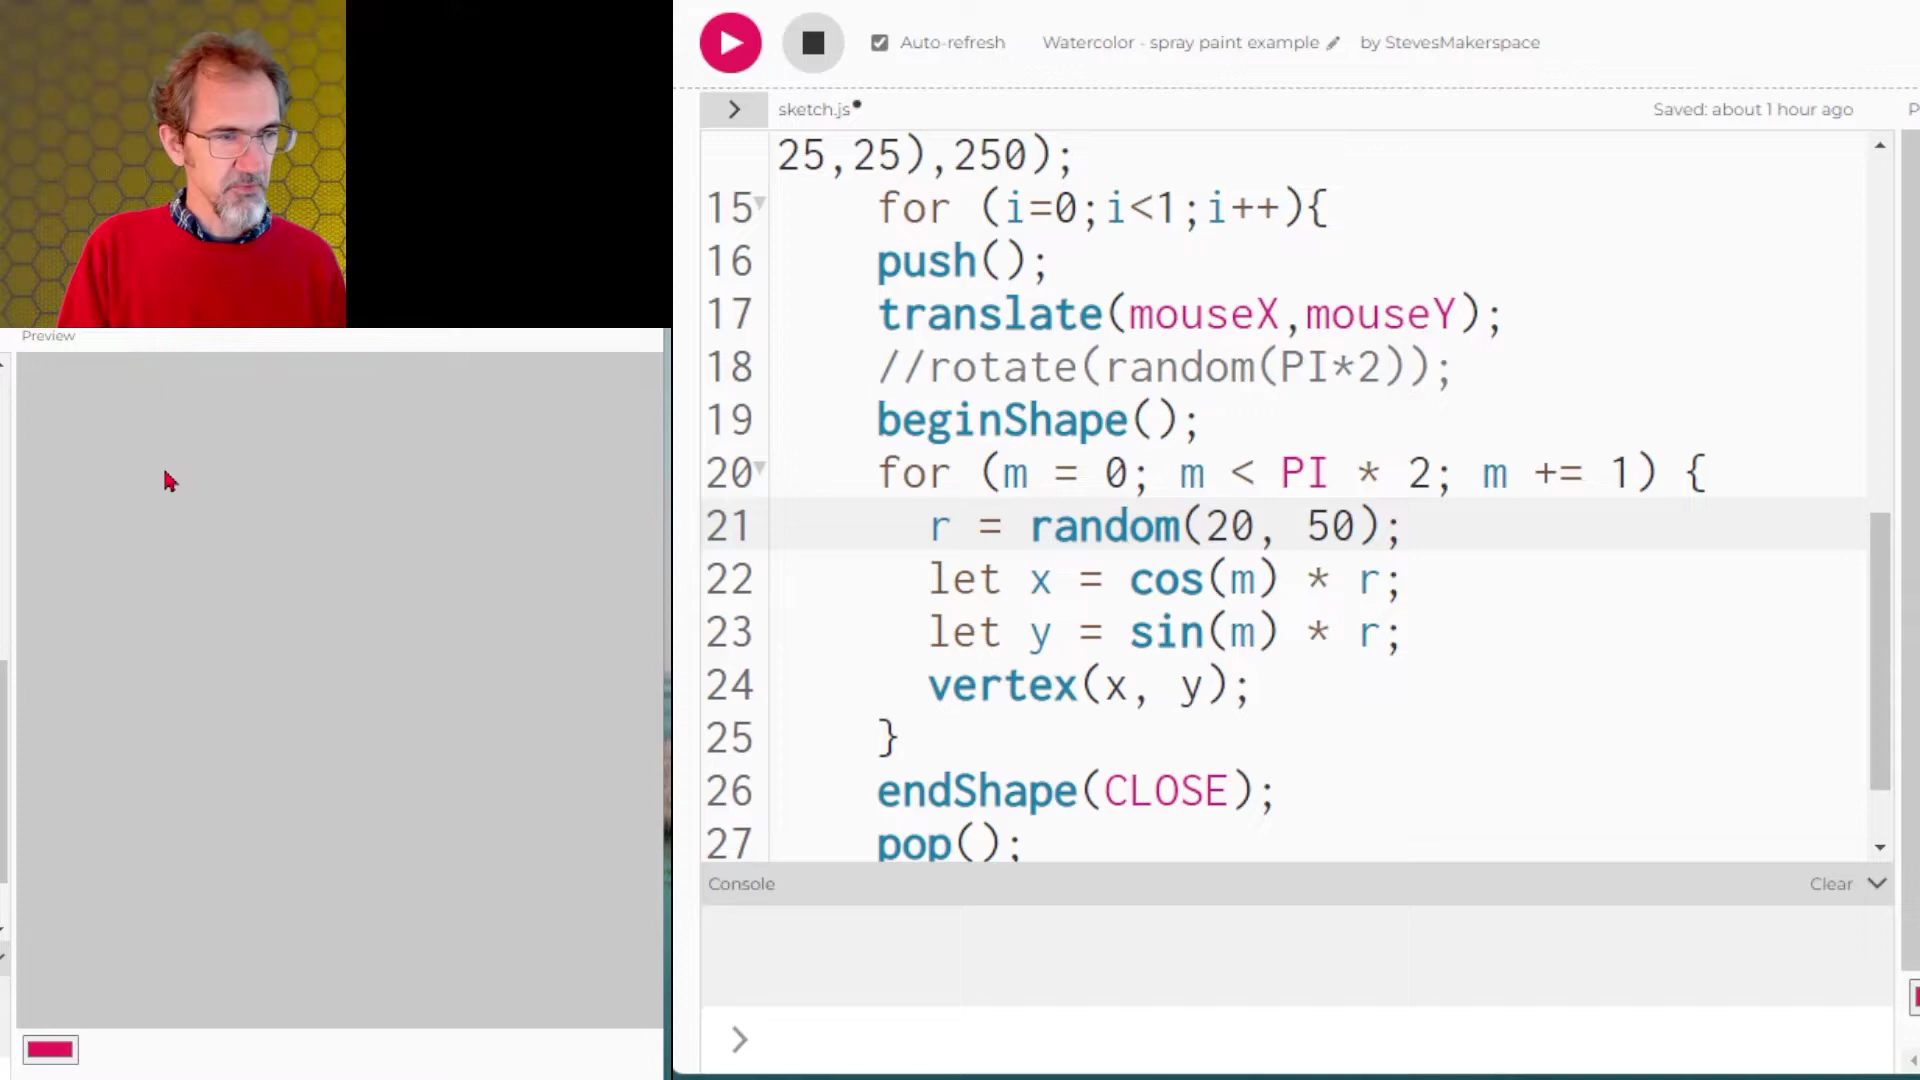 Auto-refresh
Watercolor - spray paint example
by StevesMakerspace
sketch.js
Saved: about 1 hour ago
P
25,25),250);
15 for (i=0;i<1;i++){
16 push();
17 translate(mouseX,mouseY);
18 //rotate(random(PI*2));
19 beginShape();
20 for (m = 0; m < PI * 2; m += 1) {
21 r = random(20, 50);
22 let x = cos(m) * r;
23 let y = sin(m) * r;
24 vertex(x, y);
25 }
26 endShape(CLOSE);
27 pop();
Console
Clear
>
Preview